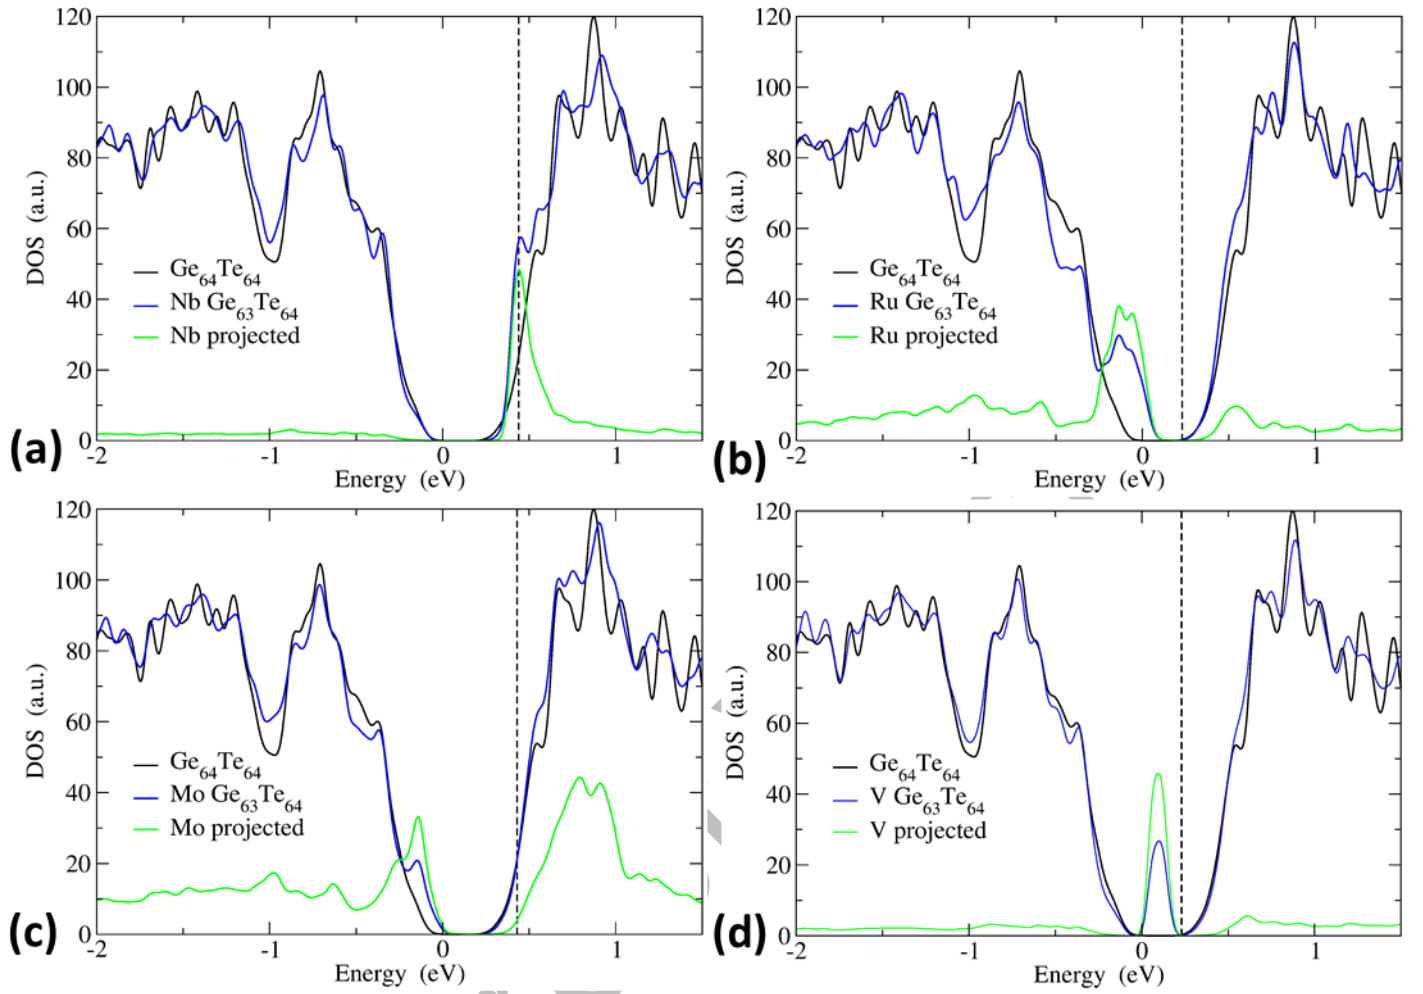 120
100
80
60
40
20
0
DOS (a.u.)
Ge64Te64
Nb Ge63Te64
Nb projected
-2 -1 0 1
Energy (eV)
(a)
120
100
80
60
40
20
0
DOS (a.u.)
Ge64Te64
Ru Ge63Te64
Ru projected
-2 -1 0 1
Energy (eV)
(b)
120
100
80
60
40
20
0
DOS (a.u.)
Ge64Te64
Mo Ge63Te64
Mo projected
-2 -1 0 1
Energy (eV)
(c)
120
100
80
60
40
20
0
DOS (a.u.)
Ge64Te64
V Ge63Te64
V projected
-2 -1 0 1
Energy (eV)
(d)